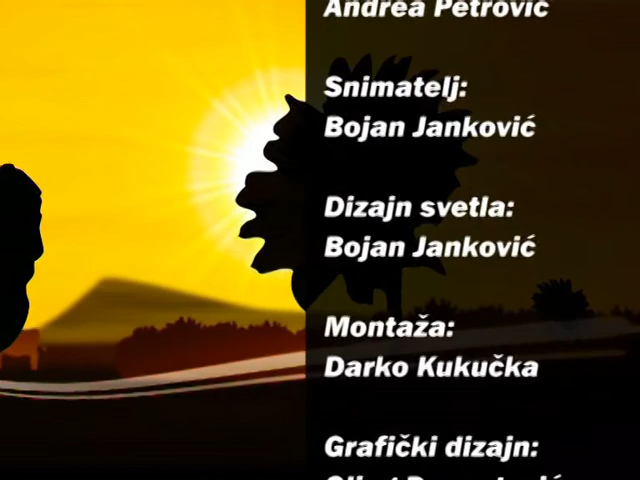 Andrea Petrović
Snimatelj:
Bojan Janković
Dizajn svetla:
Bojan Janković
Montaža:
Darko Kukučka
Grafički dizajn: